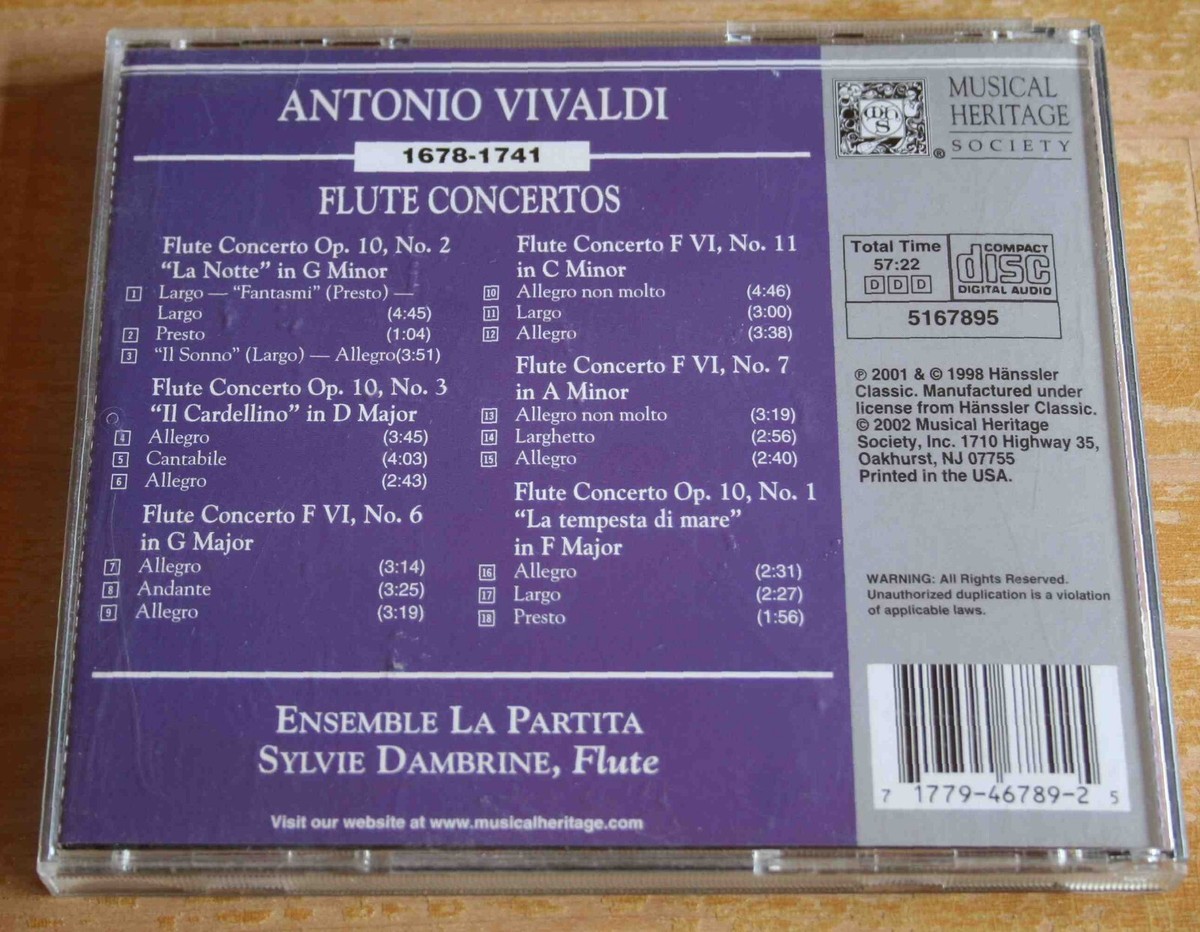 ANTONIO VIVALDI
1678-1741
FLUTE CONCERTOS
Flute Concerto Op. 10, No. 2
“La Notte” in G Minor
1 Largo — “Fantasmi” (Presto) —
Largo (4:45)
2 Presto (1:04)
3 “Il Sonno” (Largo) — Allegro(3:51)
Flute Concerto Op. 10, No. 3
“Il Cardellino” in D Major
4 Allegro (3:45)
5 Cantabile (4:03)
6 Allegro (2:43)
Flute Concerto F VI, No. 6
in G Major
7 Allegro (3:14)
8 Andante (3:25)
9 Allegro (3:19)
Flute Concerto F VI, No. 11
in C Minor
10 Allegro non molto (4:46)
11 Largo (3:00)
12 Allegro (3:38)
Flute Concerto F VI, No. 7
in A Minor
13 Allegro non molto (3:19)
14 Larghetto (2:56)
15 Allegro (2:40)
Flute Concerto Op. 10, No. 1
“La tempesta di mare”
in F Major
16 Allegro (2:31)
17 Largo (2:27)
18 Presto (1:56)
ENSEMBLE LA PARTITA
SYLVIE DAMBRINE, Flute
Visit our website at www.musicalheritage.com
MUSICAL
HERITAGE
SOCIETY
®
Total Time
57:22
DDD
COMPACT
disc
DIGITAL AUDIO
5167895
℗ 2001 & © 1998 Hänssler
Classic. Manufactured under
license from Hänssler Classic.
© 2002 Musical Heritage
Society, Inc. 1710 Highway 35,
Oakhurst, NJ 07755
Printed in the USA.
WARNING: All Rights Reserved.
Unauthorized duplication is a violation
of applicable laws.
7 1779-46789-2 5